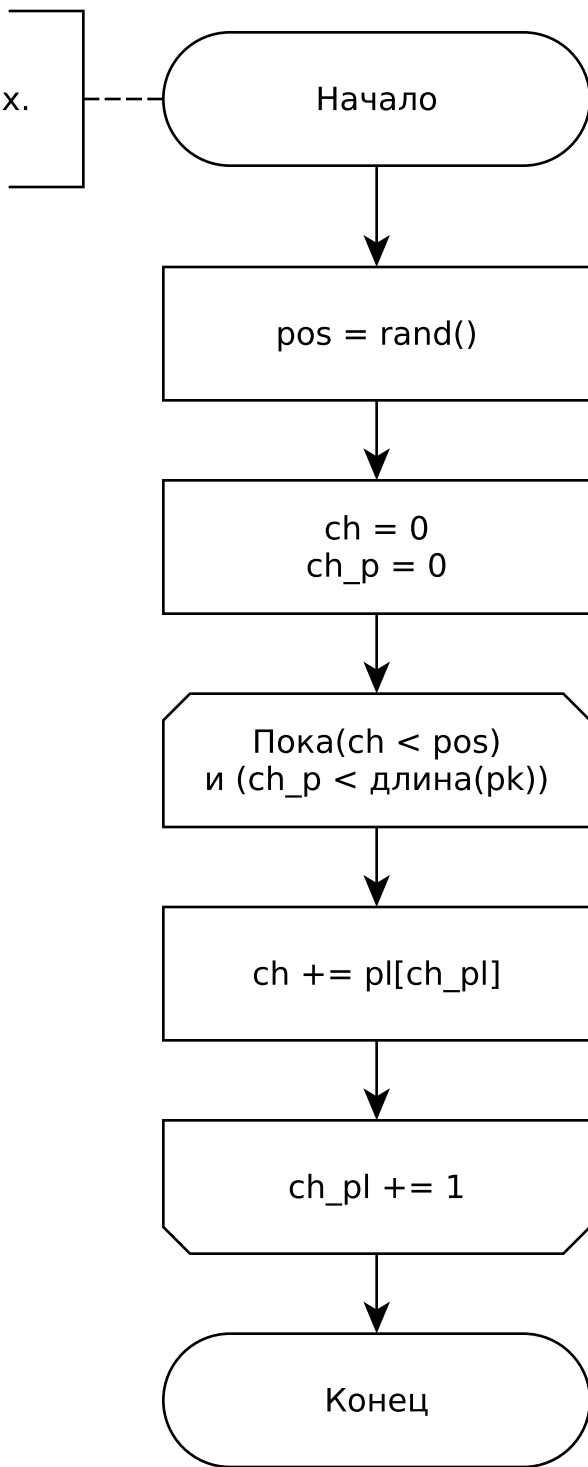 х.
Начало
pos = rand()
ch = 0
ch_p = 0
Пока(ch < pos)
и (ch_p < длина(pk))
ch += pl[ch_pl]
ch_pl += 1
Конец